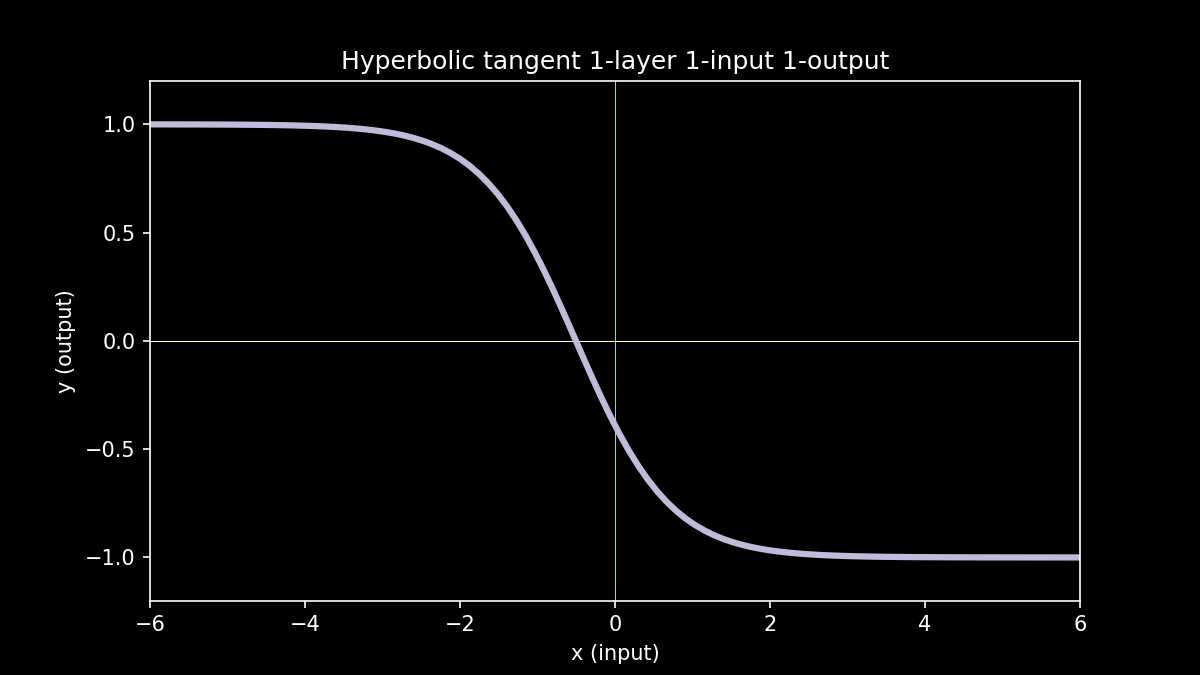 Hyperbolic tangent 1-layer 1-input 1-output
1.0
0.5
0.0
−0.5
−1.0
y (output)
−6 −4 −2 0 2 4 6
x (input)